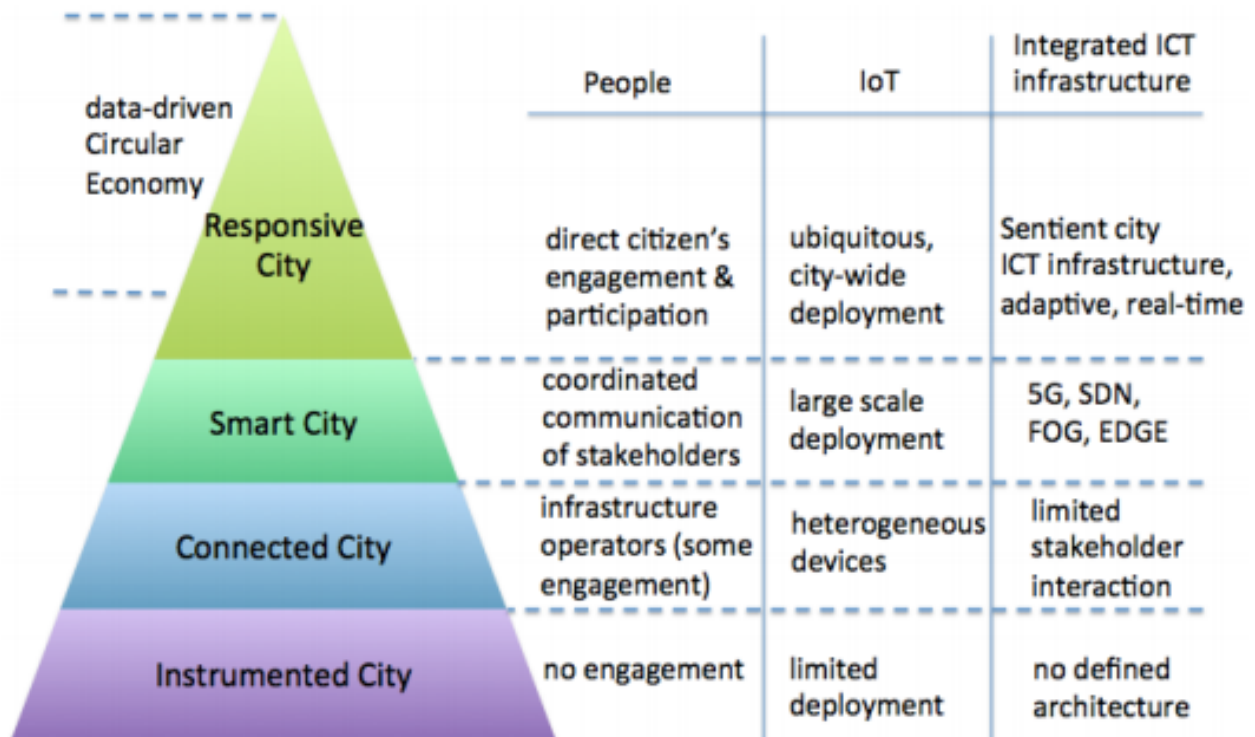 data-driven
Circular
Economy
Responsive
City
Smart City
Connected City
Instrumented City
People
IoT
Integrated ICT
infrastructure
direct citizen's
engagement &
participation
ubiquitous,
city-wide
deployment
Sentient city
ICT infrastructure,
adaptive, real-time
coordinated
communication
of stakeholders
large scale
deployment
5G, SDN,
FOG, EDGE
infrastructure
operators (some
engagement)
heterogeneous
devices
limited
stakeholder
interaction
no engagement
limited
deployment
no defined
architecture